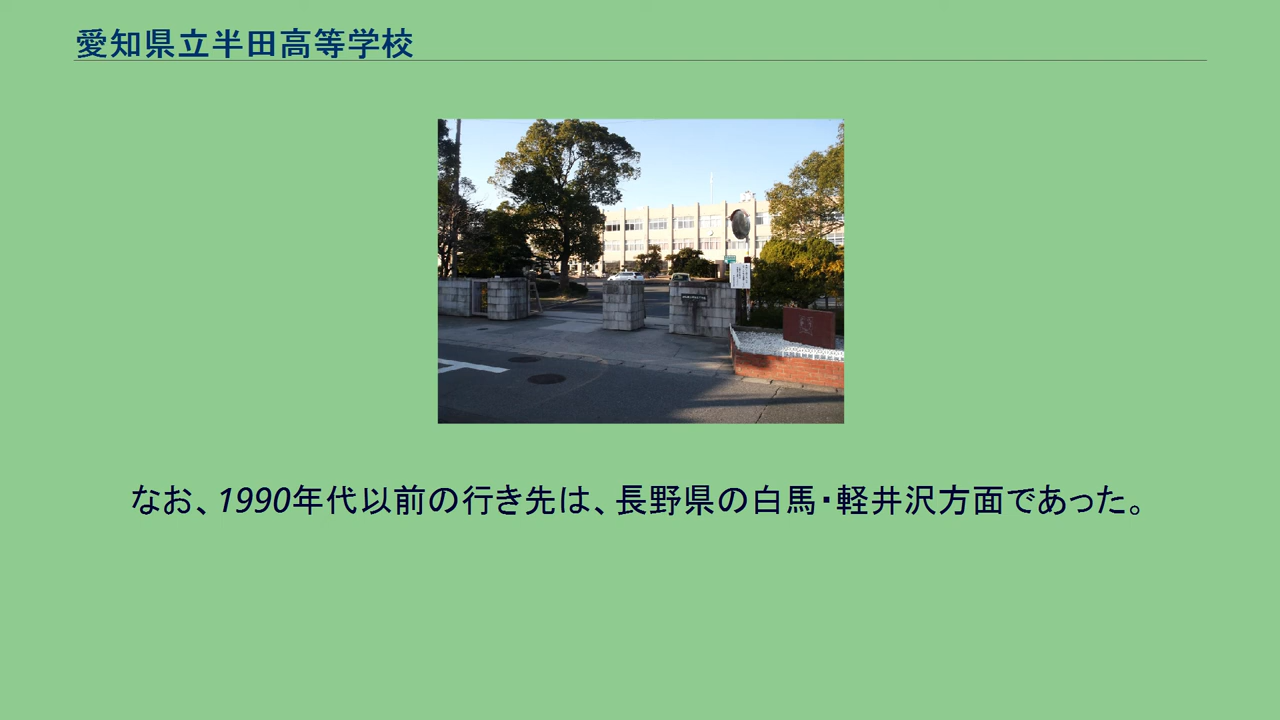 愛知県立半田高等学校
なお、1990年代以前の行き先は、長野県の白馬・軽井沢方面であった。